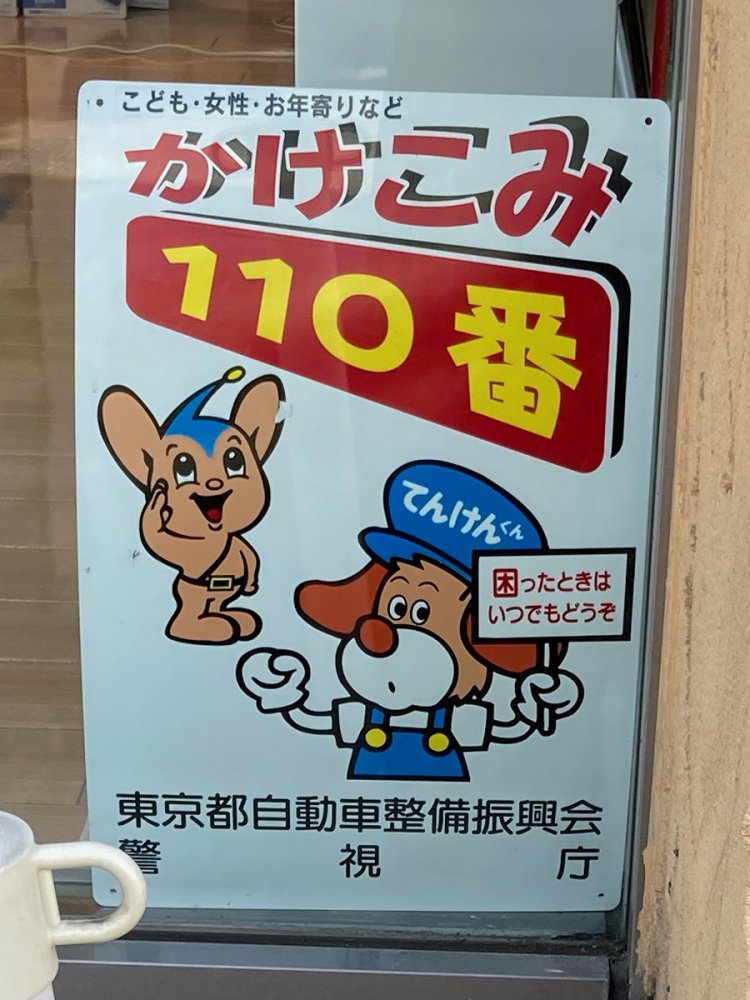 こども・女性・お年寄りなど
かけこみ
110番
てんけんくん
困ったときは
いつでもどうぞ
東京都自動車整備振興会
警視庁